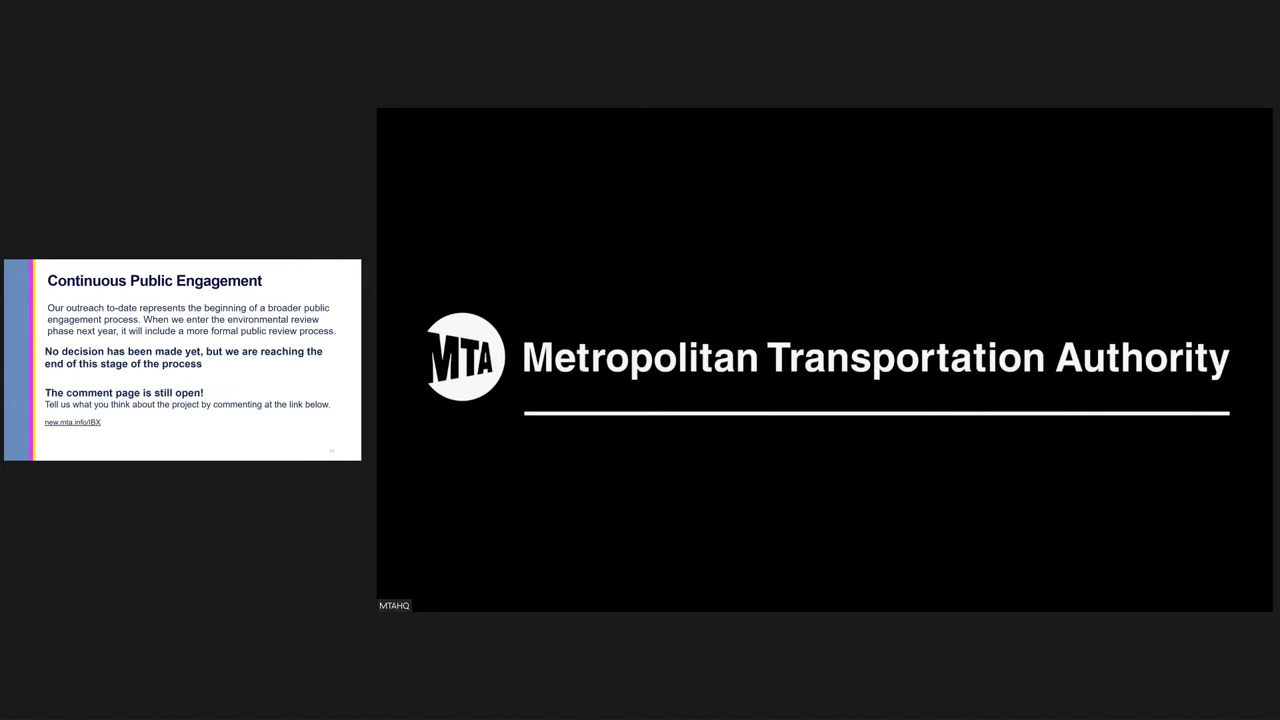 Continuous Public Engagement
Our outreach to-date represents the beginning of a broader public
engagement process. When we enter the environmental review
phase next year, it will include a more formal public review process.
No decision has been made yet, but we are reaching the
end of this stage of the process
The comment page is still open!
Tell us what you think about the project by commenting at the link below.
new.mta.info/IBX
MTA Metropolitan Transportation Authority
MTAHQ